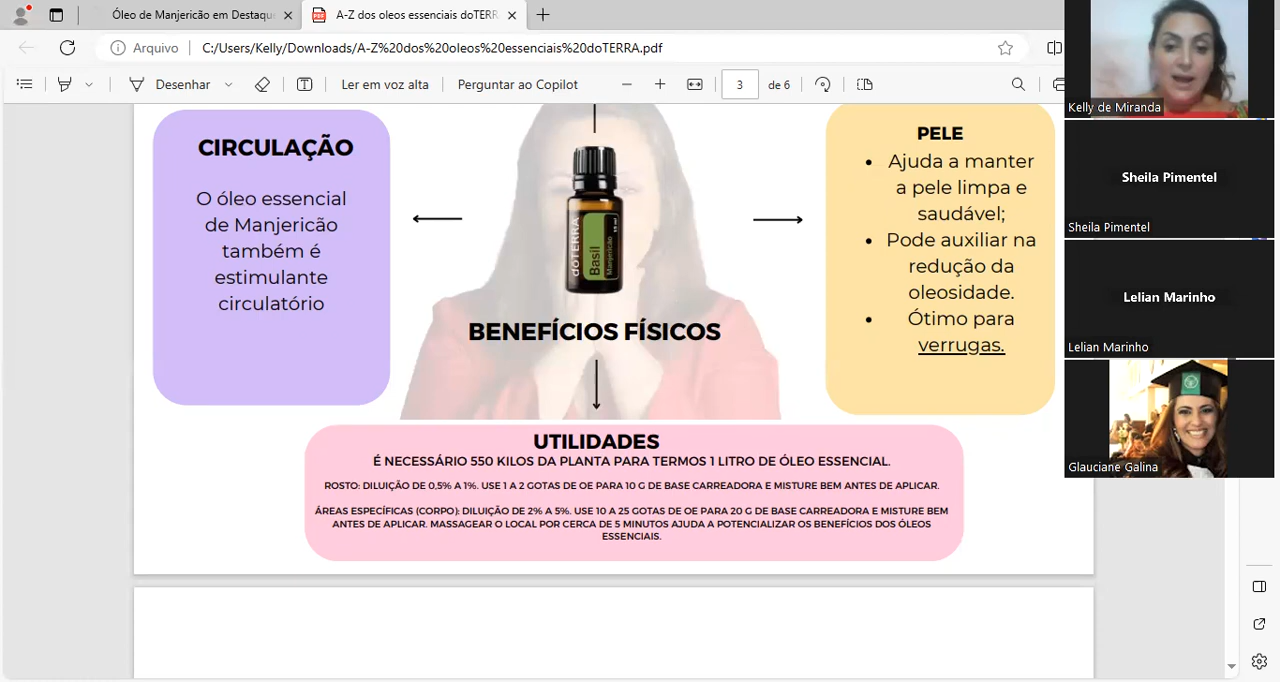 Óleo de Manjericão em Destaque
A-Z dos oleos essenciais doTERR
Arquivo
C:/Users/Kelly/Downloads/A-Z%20dos%20oleos%20essenciais%20doTERRA.pdf
Desenhar
Ler em voz alta
Perguntar ao Copilot
3
de 6
CIRCULAÇÃO
O óleo essencial
de Manjericão
também é
estimulante
circulatório
doTERRA
Basil
Manjericão
15 ml
BENEFÍCIOS FÍSICOS
PELE
• Ajuda a manter
a pele limpa e
saudável;
• Pode auxiliar na
redução da
oleosidade.
• Ótimo para
verrugas.
UTILIDADES
É NECESSÁRIO 550 KILOS DA PLANTA PARA TERMOS 1 LITRO DE ÓLEO ESSENCIAL.
ROSTO: DILUIÇÃO DE 0,5% A 1%. USE 1 A 2 GOTAS DE OE PARA 10 G DE BASE CARREADORA E MISTURE BEM ANTES DE APLICAR.
ÁREAS ESPECÍFICAS (CORPO): DILUIÇÃO DE 2% A 5%. USE 10 A 25 GOTAS DE OE PARA 20 G DE BASE CARREADORA E MISTURE BEM
ANTES DE APLICAR. MASSAGEAR O LOCAL POR CERCA DE 5 MINUTOS AJUDA A POTENCIALIZAR OS BENEFÍCIOS DOS ÓLEOS
ESSENCIAIS.
Kelly de Miranda
Sheila Pimentel
Sheila Pimentel
Lelian Marinho
Lelian Marinho
Glauciane Galina